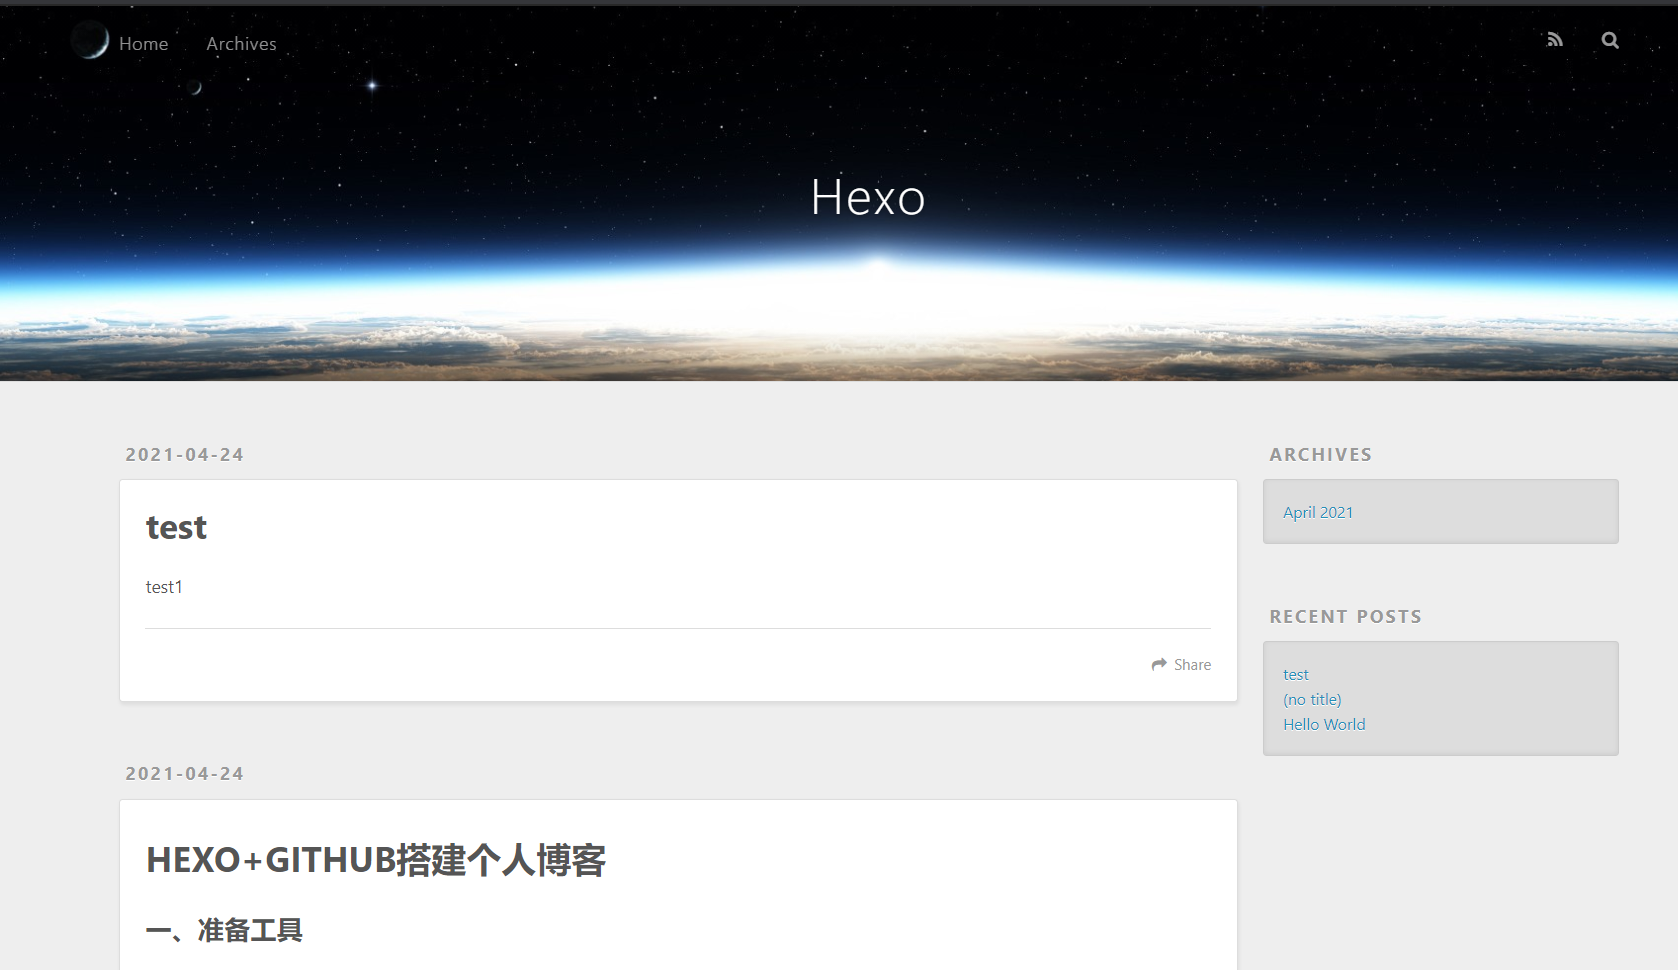 Home Archives
Hexo
2021-04-24
test
test1
Share
2021-04-24
HEXO+GITHUB搭建个人博客
一、准备工具
ARCHIVES
April 2021
RECENT POSTS
test
(no title)
Hello World